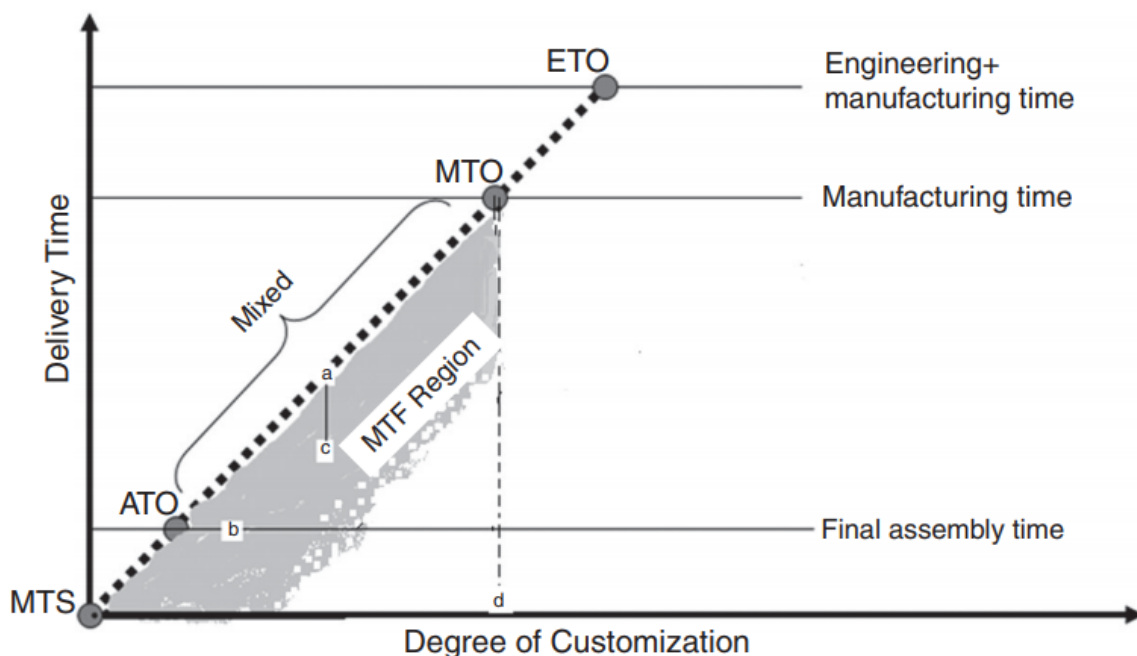 ETO
Engineering+
manufacturing time
MTO
Manufacturing time
Delivery Time
Mixed
a
MTF Region
c
ATO
b
Final assembly time
MTS
d
Degree of Customization